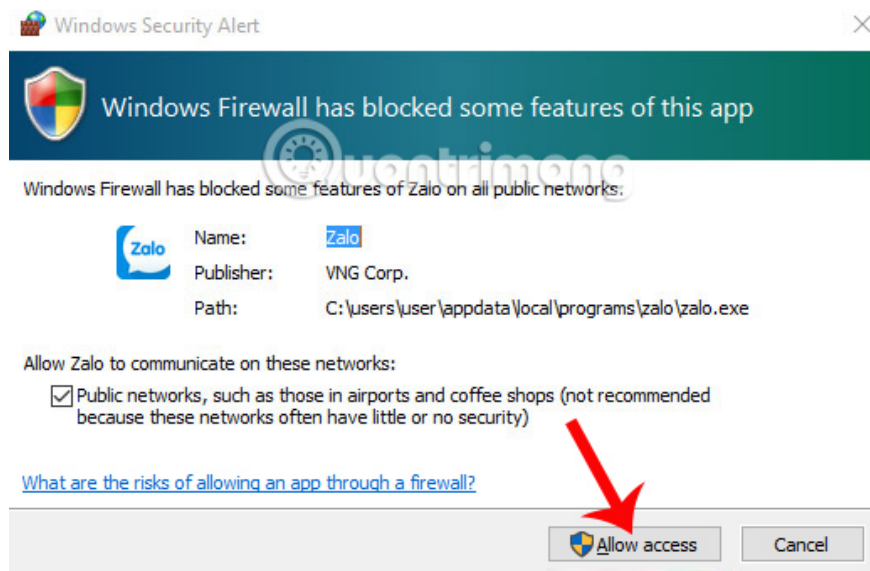 Windows Security Alert
Windows Firewall has blocked some features of this app
Quantrimang
Windows Firewall has blocked some features of Zalo on all public networks.
Zalo
Name: Zalo
Publisher: VNG Corp.
Path: C:\users\user\appdata\local\programs\zalo\zalo.exe
Allow Zalo to communicate on these networks:
Public networks, such as those in airports and coffee shops (not recommended
because these networks often have little or no security)
What are the risks of allowing an app through a firewall?
Allow access Cancel